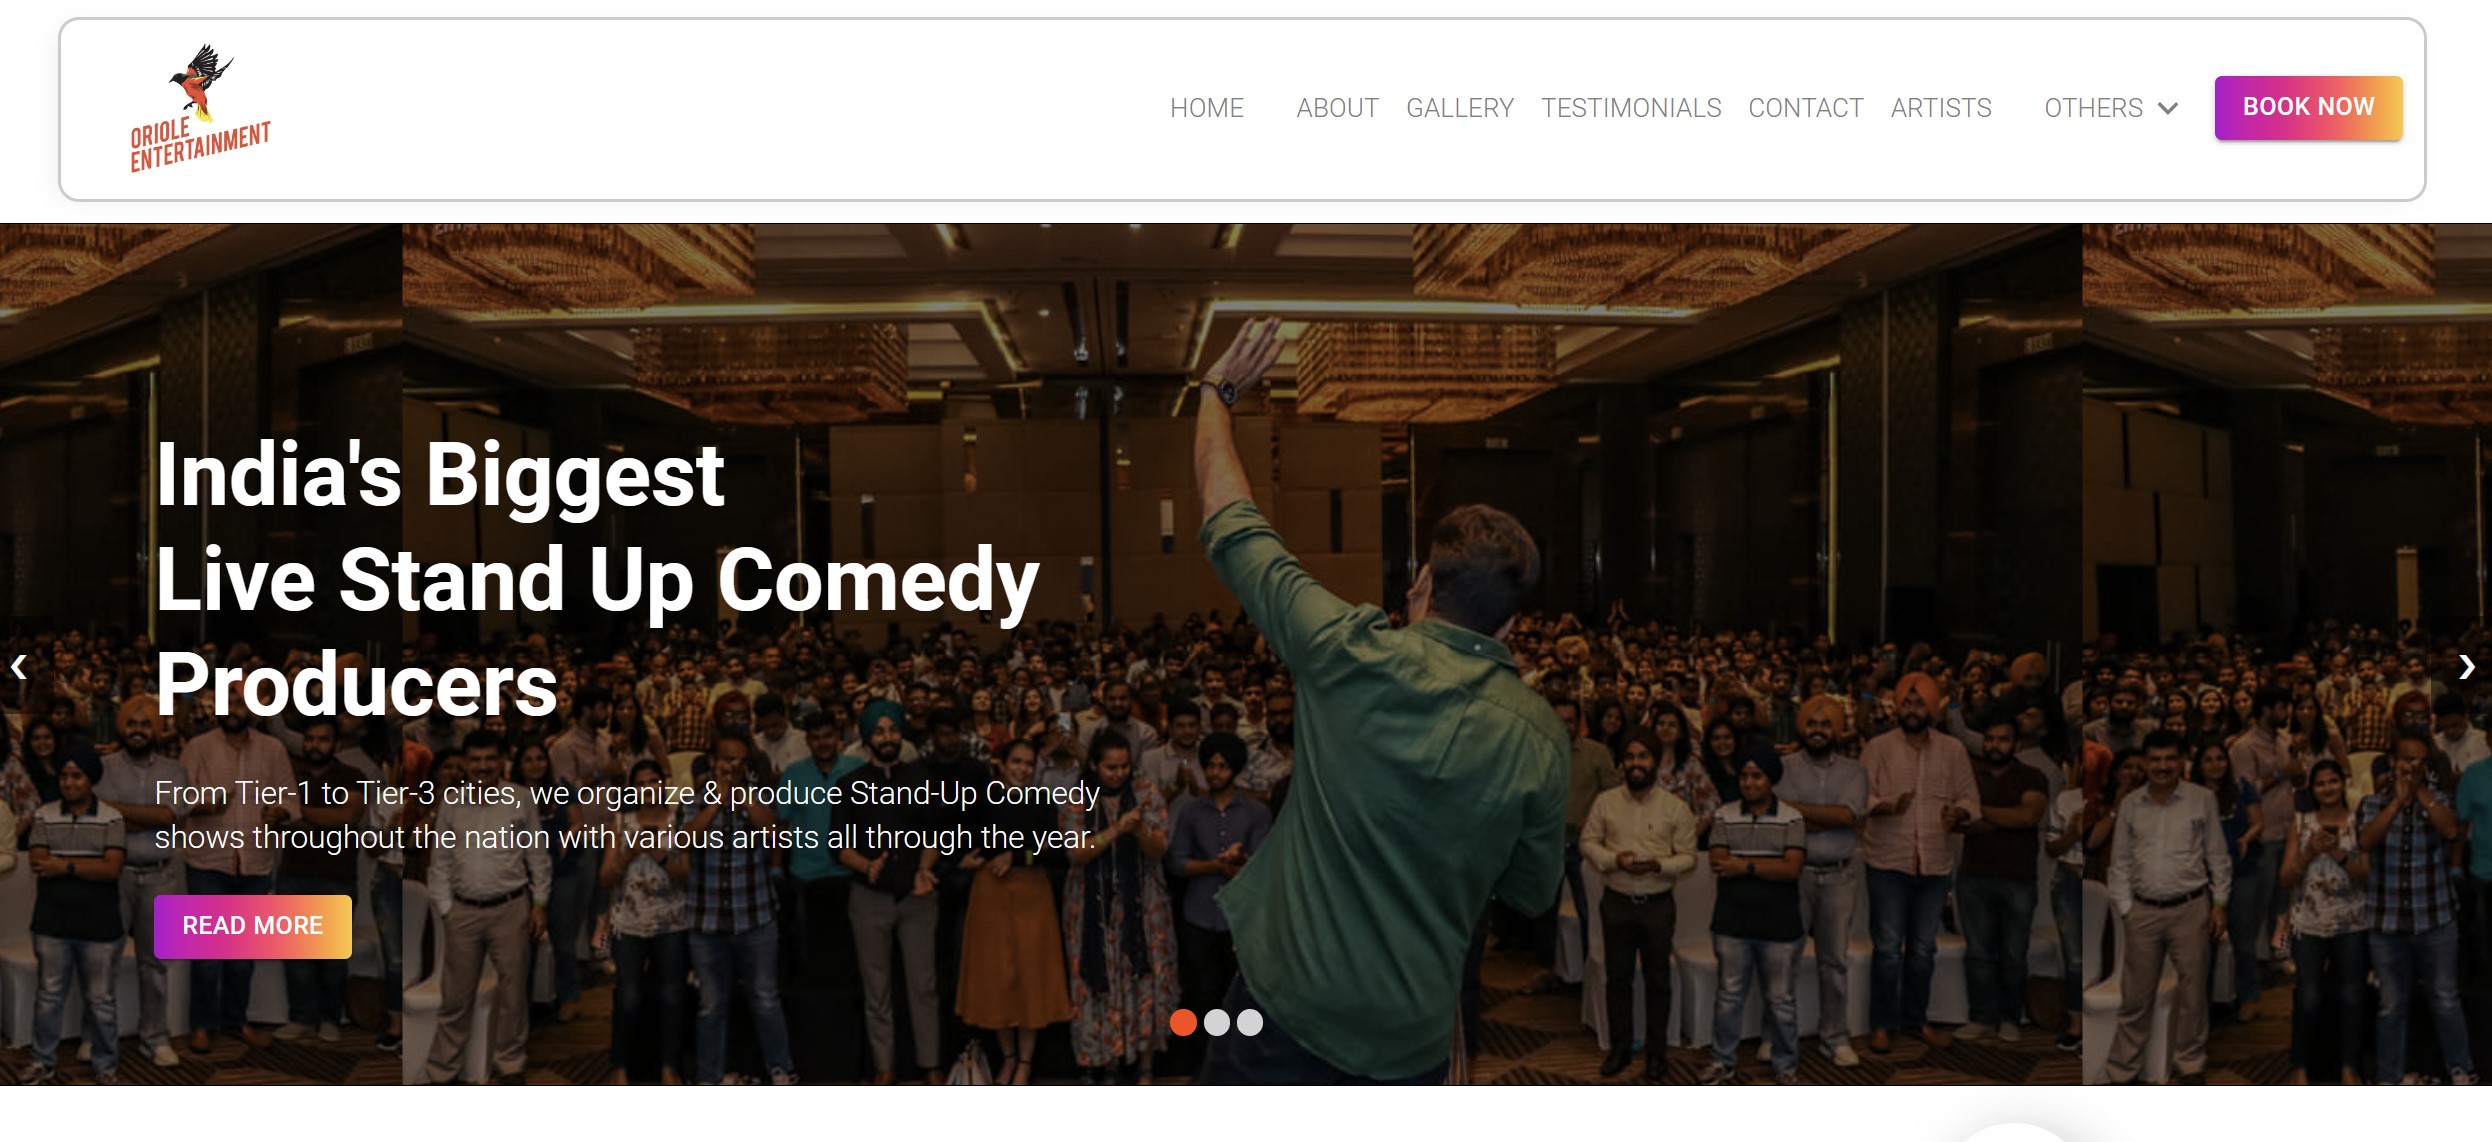 ORIOLE
ENTERTAINMENT
HOME ABOUT GALLERY TESTIMONIALS CONTACT ARTISTS OTHERS BOOK NOW
India's Biggest
Live Stand Up Comedy
Producers
From Tier-1 to Tier-3 cities, we organize & produce Stand-Up Comedy
shows throughout the nation with various artists all through the year.
READ MORE